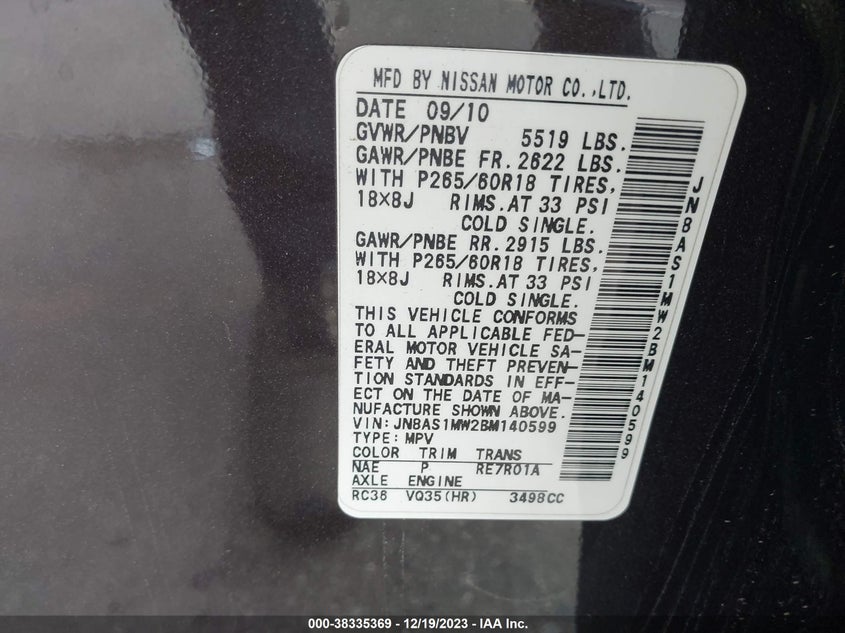 MFD BY NISSAN MOTOR CO.,LTD.
DATE 09/10
GVWR/PNBV 5519 LBS.
GAWR/PNBE FR. 2622 LBS.
WITH P265/60R18 TIRES,
18×8J RIMS. AT 33 PSI
COLD SINGLE.
GAWR/PNBE RR. 2915 LBS.
WITH P265/60R18 TIRES,
18×8J RIMS. AT 33 PSI
COLD SINGLE.
THIS VEHICLE CONFORMS
TO ALL APPLICABLE FED-
ERAL MOTOR VEHICLE SA-
FETY AND THEFT PREVEN-
TION STANDARDS IN EFF-
ECT ON THE DATE OF MA-
NUFACTURE SHOWN ABOVE.
VIN: JN8AS1MW2BM140599
TYPE: MPV
COLOR TRIM TRANS
NAE P RE7R01A
AXLE ENGINE
RC36 VQ35(HR) 3498CC
JN8AS1MW2BM140599
000-38335369 - 12/19/2023 - IAA Inc.